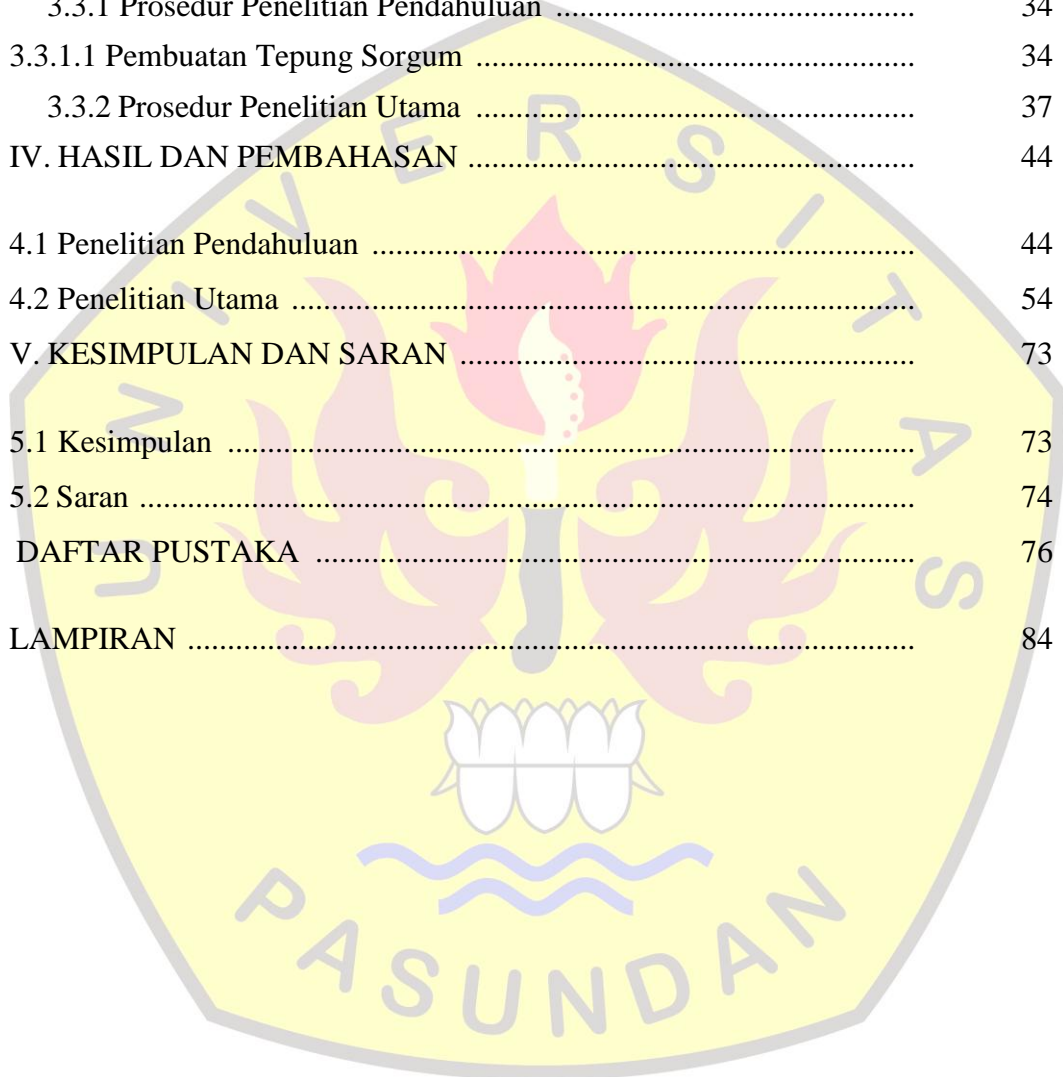 3.3.1 Prosedur Penelitian Pendahuluan ................................................ 34
3.3.1.1 Pembuatan Tepung Sorgum ........................................................... 34
3.3.2 Prosedur Penelitian Utama ........................................................... 37
IV. HASIL DAN PEMBAHASAN ............................................................ 44
4.1 Penelitian Pendahuluan ........................................................................ 44
4.2 Penelitian Utama .................................................................................. 54
V. KESIMPULAN DAN SARAN ............................................................. 73
5.1 Kesimpulan .......................................................................................... 73
5.2 Saran .................................................................................................... 74
DAFTAR PUSTAKA ................................................................................ 76
LAMPIRAN .............................................................................................. 84
UNIVERSITAS
PASUNDAN